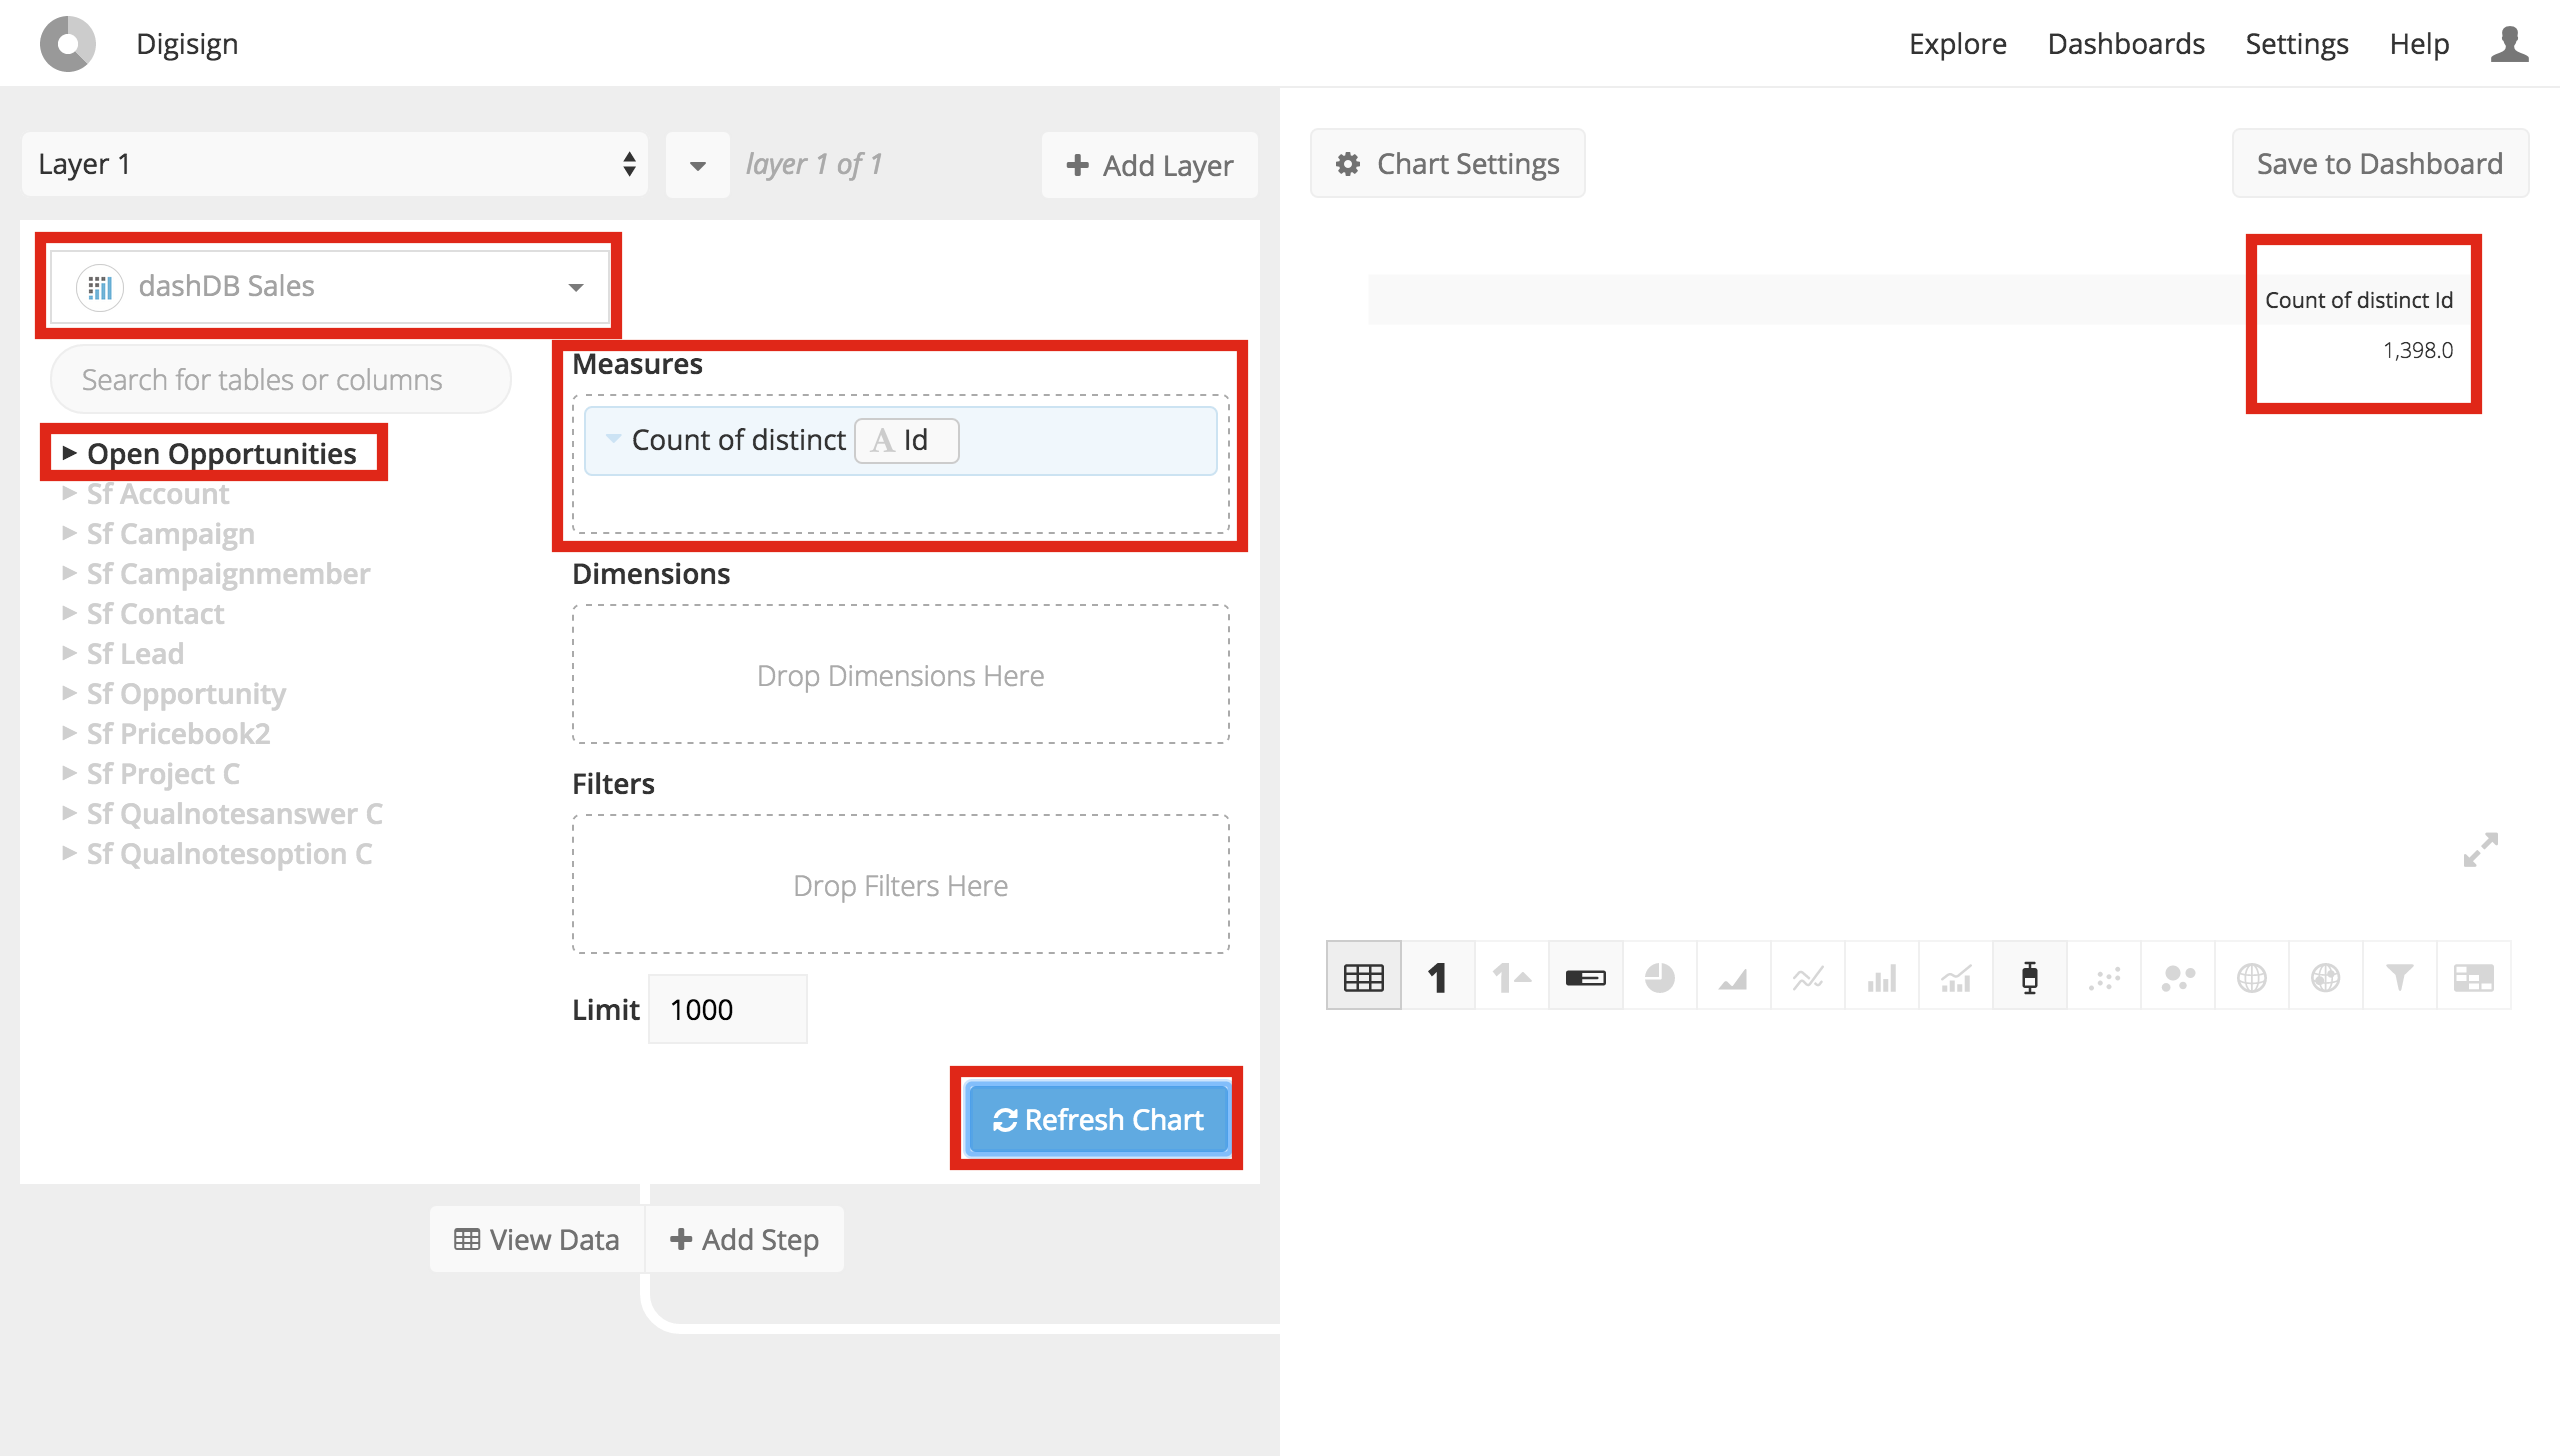 Digisign
Explore Dashboards Settings Help
Layer 1
layer 1 of 1
Add Layer
Chart Settings
Save to Dashboard
dashDB Sales
Search for tables or columns
Open Opportunities
Sf Account
Sf Campaign
Sf Campaignmember
Sf Contact
Sf Lead
Sf Opportunity
Sf Pricebook2
Sf Project C
Sf Qualnotesanswer C
Sf Qualnotesoption C
Measures
Count of distinct A Id
Dimensions
Drop Dimensions Here
Filters
Drop Filters Here
Limit 1000
Refresh Chart
View Data
Add Step
Count of distinct Id
1,398.0
1
1